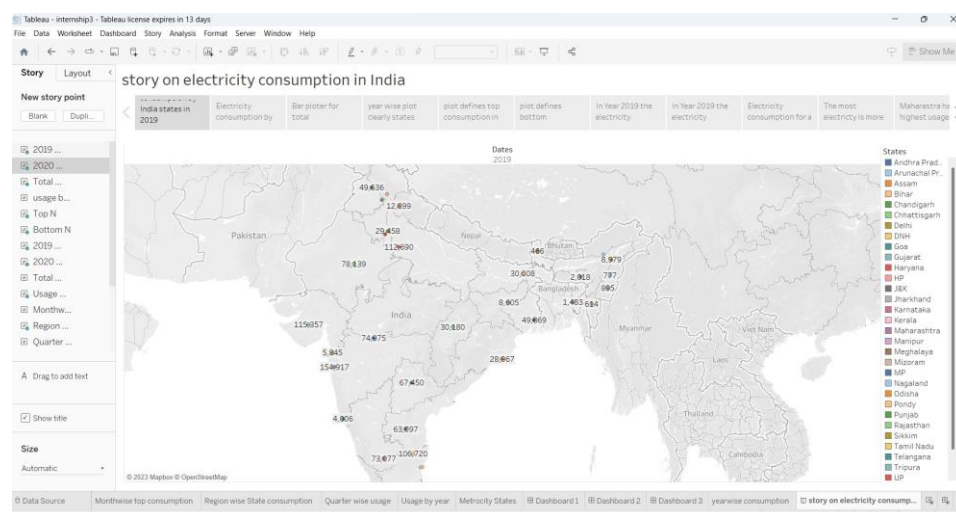 Tableau - internship3 - Tableau license expires in 13 days
File Data Worksheet Dashboard Story Analysis Format Server Window Help
Show Me
Story Layout
New story point
Blank Dupli...
2019 ...
2020 ...
Total ...
usage b...
Top N
Bottom N
2019 ...
2020 ...
Total ...
Usage ...
Monthw...
Region ...
Quarter ...
A Drag to add text
Show title
Size
Automatic
story on electricity consumption in India
India states in
2019
Electricity
consumption by
Bar ploter for
total
year wise plot
clearly states
plot defines top
consumption in
plot defines
bottom
In Year 2019 the
electricity
In Year 2019 the
electricity
Electricity
consumption for a
The most
electricty is more
Maharastra ha
highest usage
Dates
2019
49,636
12,899
29,458
112,690
78,139
Pakistan
Nepal
466
Bhutan
8,979
30,008
2,918
797
Bangladesh
895
8,605
1,483
614
India
115,357
74,975
30,180
49,869
Myanmar
Viet Nam
5,845
28,667
Laos
154,917
67,450
Thailand
4,906
63,697
Cambodia
106,720
© 2023 Mapbox © OpenStreetMap
States
Andhra Prad..
Arunachal Pr..
Assam
Bihar
Chandigarh
Chhattisgarh
Delhi
DNH
Goa
Gujarat
Haryana
HP
J&K
Jharkhand
Karnataka
Kerala
Maharashtra
Manipur
Meghalaya
Mizoram
MP
Nagaland
Odisha
Pondy
Punjab
Rajasthan
Sikkim
Tamil Nadu
Telangana
Tripura
UP
Data Source Monthwise top consumption Region wise State consumption Quarter wise usage Usage by year Metrocity States Dashboard 1 Dashboard 2 Dashboard 3 yearwise consumption story on electricity consump...